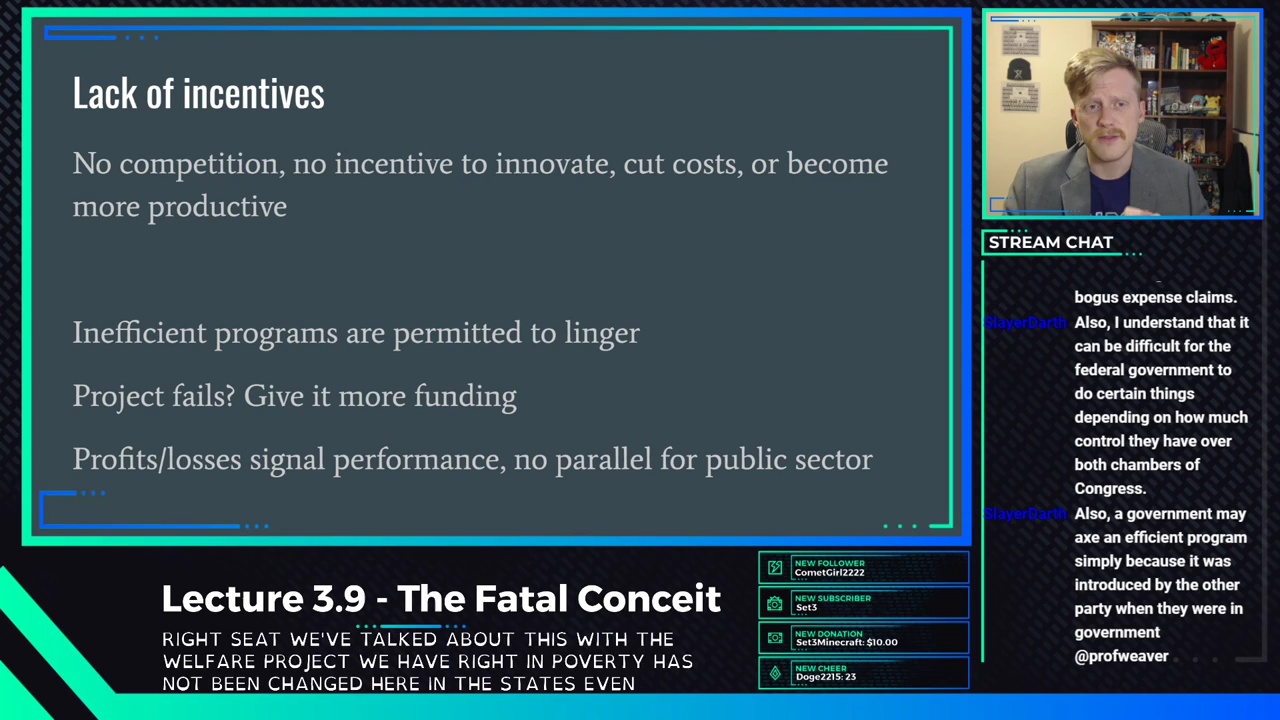 Lack of incentives
No competition, no incentive to innovate, cut costs, or become
more productive
Inefficient programs are permitted to linger
Project fails? Give it more funding
Profits/losses signal performance, no parallel for public sector
STREAM CHAT
bogus expense claims.
SlayerDarth Also, I understand that it
can be difficult for the
federal government to
do certain things
depending on how much
control they have over
both chambers of
Congress.
SlayerDarth Also, a government may
axe an efficient program
simply because it was
introduced by the other
party when they were in
government
@profweaver
Lecture 3.9 - The Fatal Conceit
RIGHT SEAT WE'VE TALKED ABOUT THIS WITH THE
WELFARE PROJECT WE HAVE RIGHT IN POVERTY HAS
NOT BEEN CHANGED HERE IN THE STATES EVEN
NEW FOLLOWER
CometGirl2222
NEW SUBSCRIBER
Set3
NEW DONATION
Set3Minecraft: $10.00
NEW CHEER
Doge2215: 23